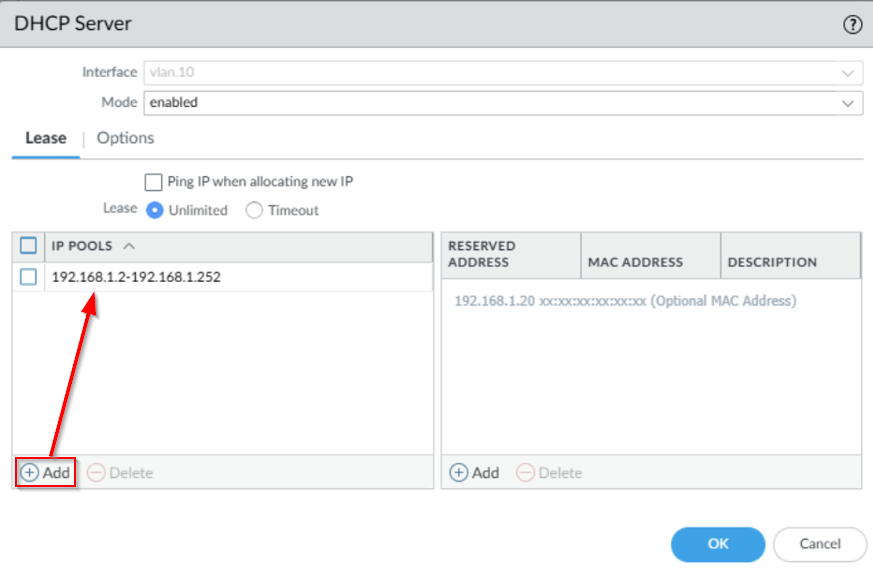 DHCP Server
?
Interface vlan.10
Mode enabled
Lease Options
Ping IP when allocating new IP
Lease Unlimited Timeout
IP POOLS
192.168.1.2-192.168.1.252
Add Delete
RESERVED ADDRESS MAC ADDRESS DESCRIPTION
192.168.1.20 xx:xx:xx:xx:xx:xx (Optional MAC Address)
Add Delete
OK Cancel